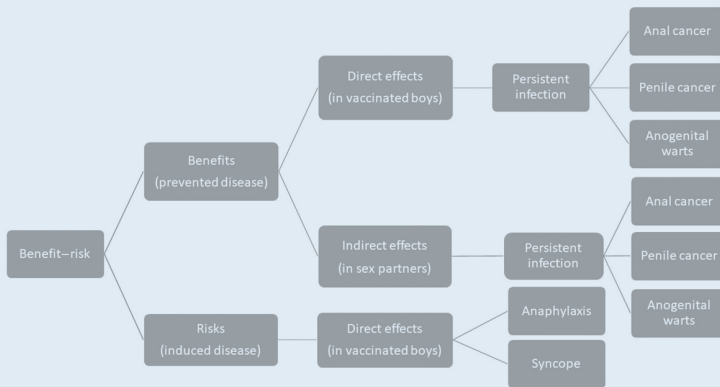 Benefit–risk
Benefits
(prevented disease)
Direct effects
(in vaccinated boys)
Persistent
infection
Anal cancer
Penile cancer
Anogenital
warts
Indirect effects
(in sex partners)
Persistent
infection
Anal cancer
Penile cancer
Anogenital
warts
Risks
(induced disease)
Direct effects
(in vaccinated boys)
Anaphylaxis
Syncope